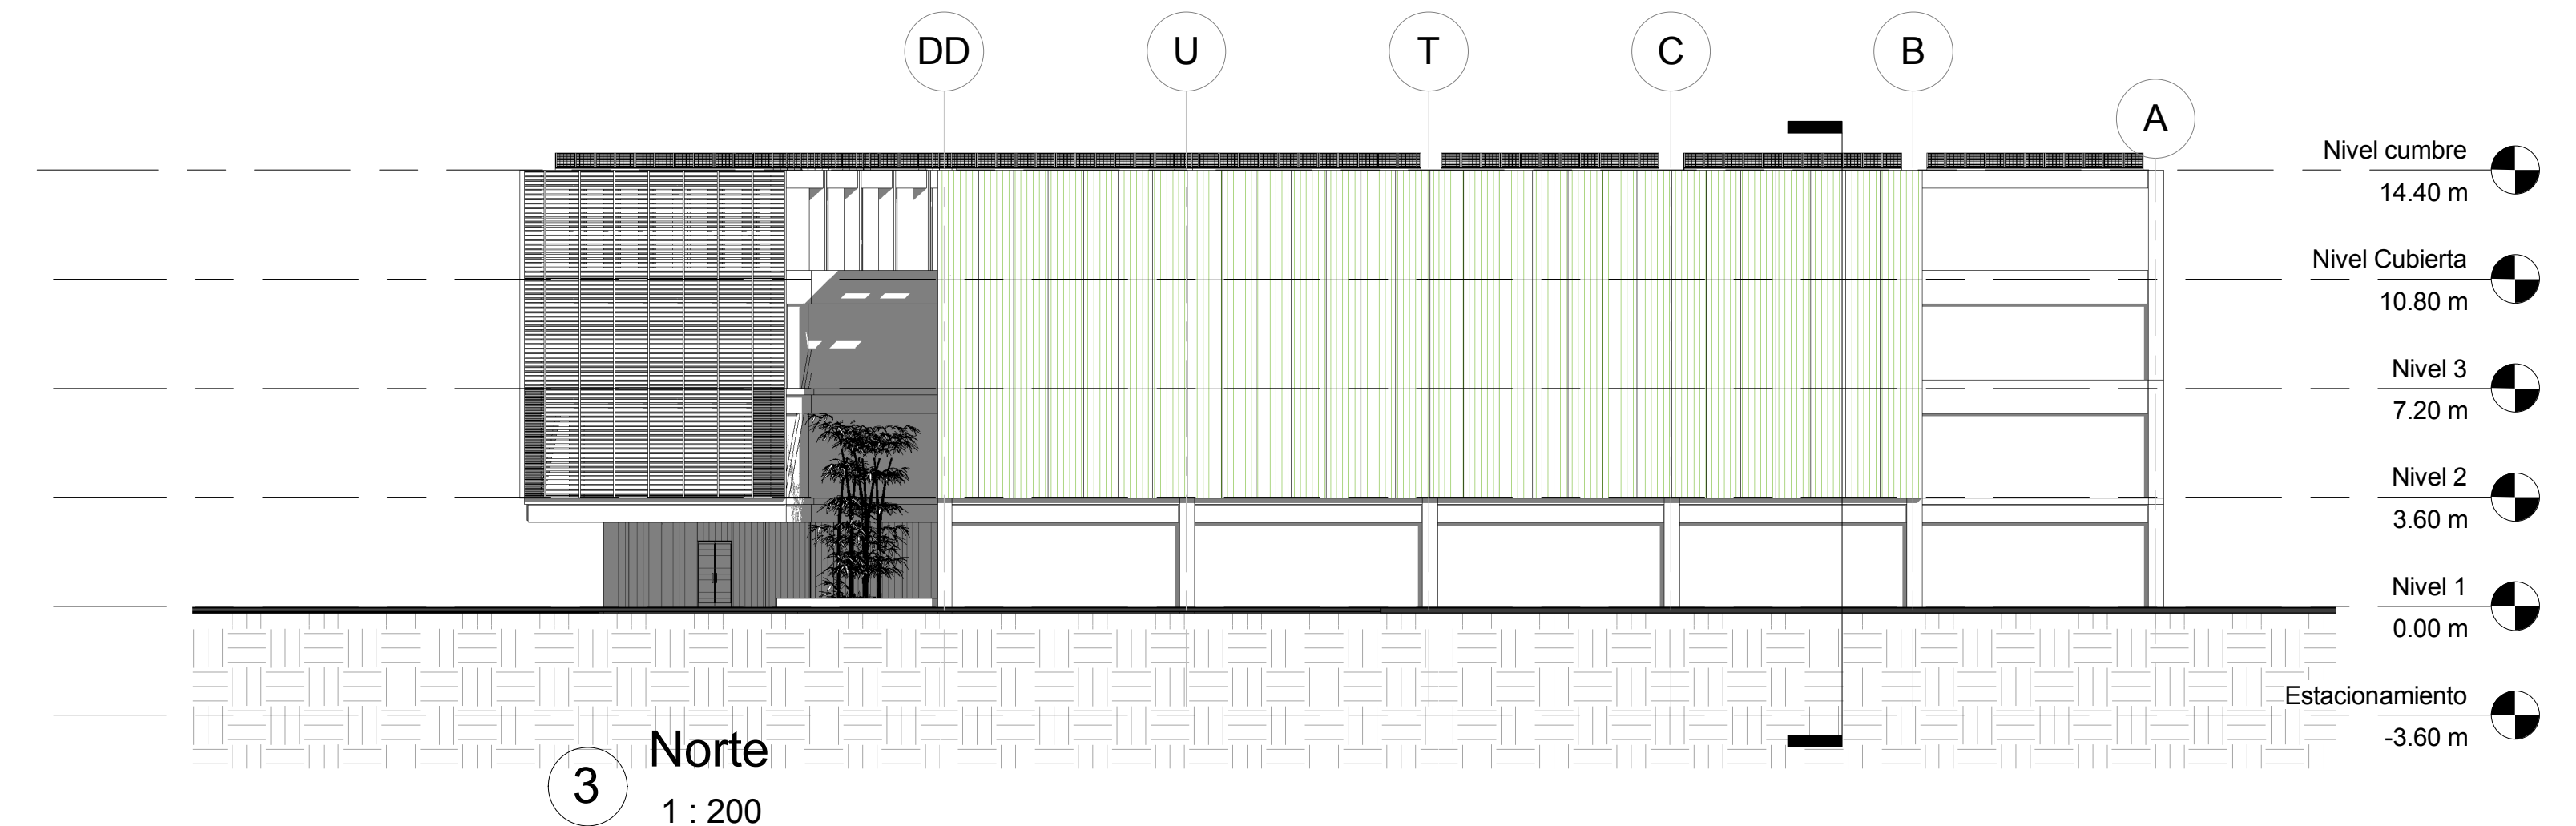 DD
U
T
C
B
A
Nivel cumbre
14.40 m
Nivel Cubierta
10.80 m
Nivel 3
7.20 m
Nivel 2
3.60 m
Nivel 1
0.00 m
Estacionamiento
-3.60 m
3
Norte
1 : 200